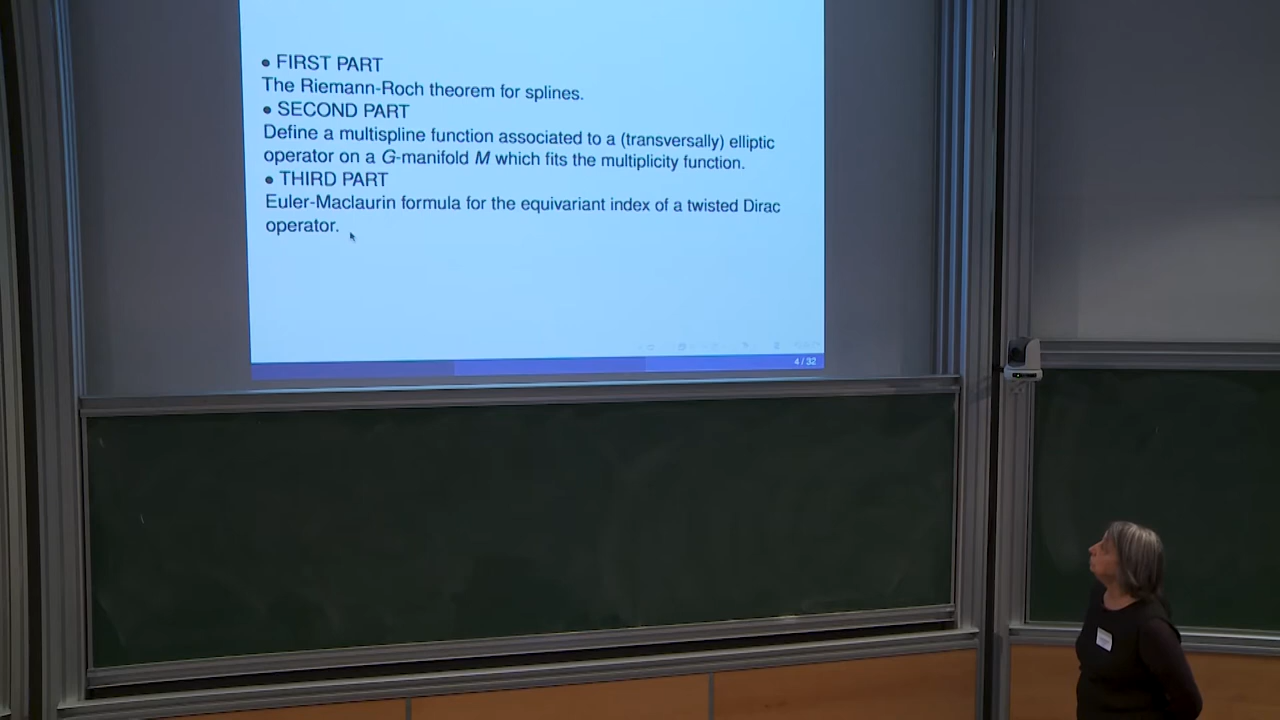 • FIRST PART
The Riemann-Roch theorem for splines.
• SECOND PART
Define a multispline function associated to a (transversally) elliptic
operator on a G-manifold M which fits the multiplicity function.
• THIRD PART
Euler-Maclaurin formula for the equivariant index of a twisted Dirac
operator.
4 / 32